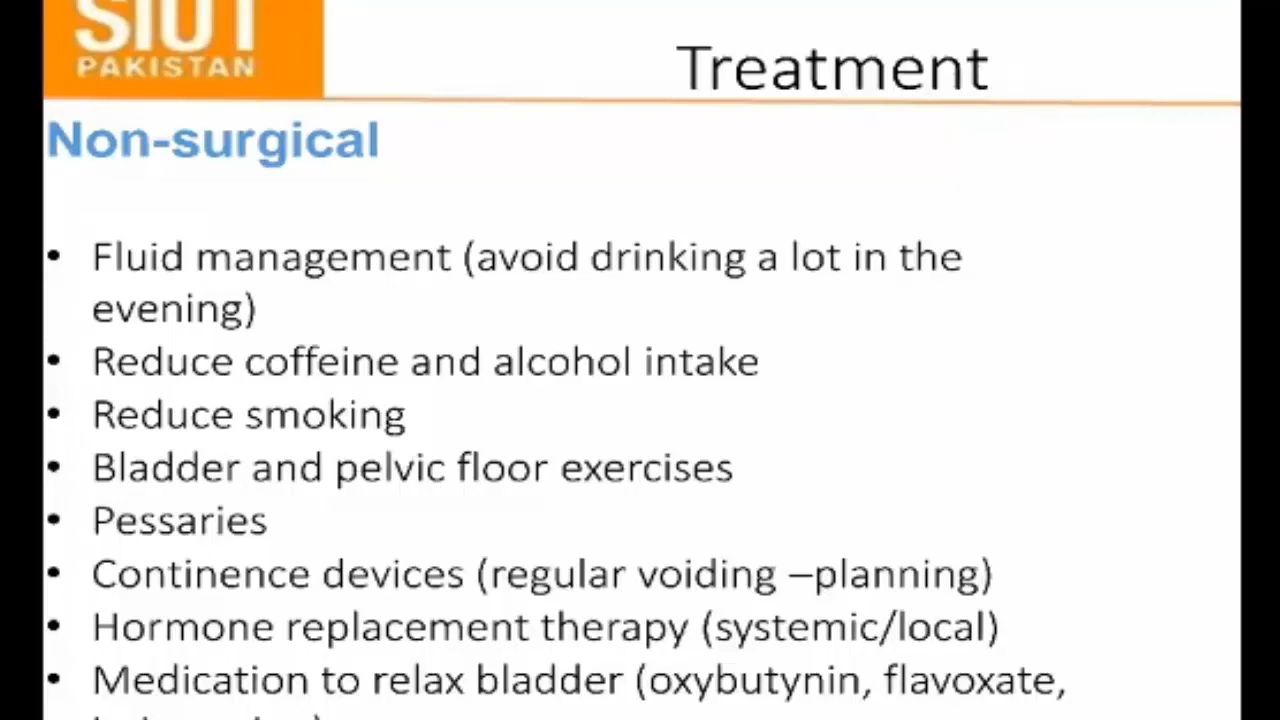 SIUT
PAKISTAN
Treatment
Non-surgical
• Fluid management (avoid drinking a lot in the
evening)
• Reduce coffeine and alcohol intake
• Reduce smoking
• Bladder and pelvic floor exercises
• Pessaries
• Continence devices (regular voiding –planning)
• Hormone replacement therapy (systemic/local)
• Medication to relax bladder (oxybutynin, flavoxate,